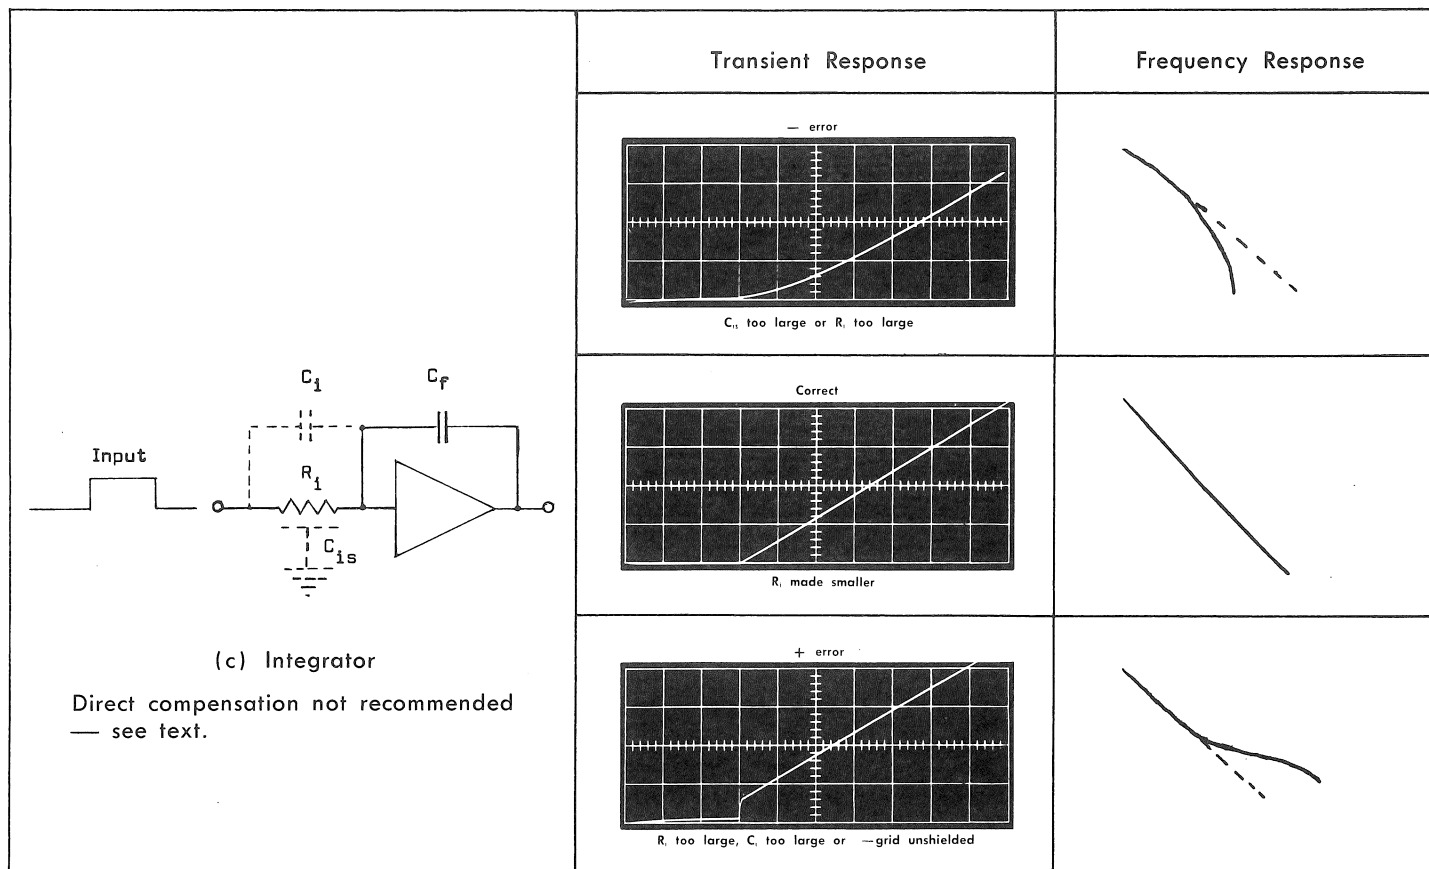 Transient Response
Frequency Response
— error
Cis too large or Ri too large
Correct
Ri made smaller
+ error
Ri too large, Ci too large or —grid unshielded
Input
Ci
Cf
Ri
Cis
(c) Integrator
Direct compensation not recommended
— see text.